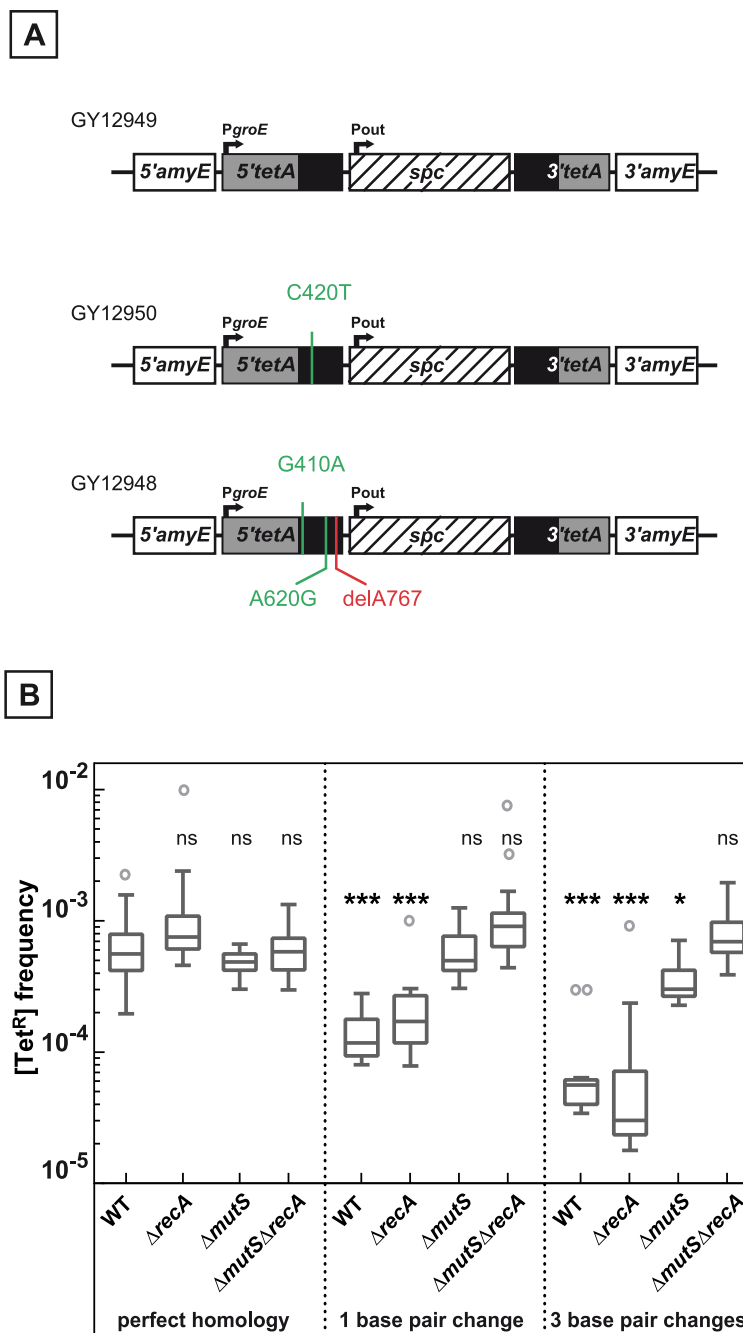 A
GY12949
PgroE
Pout
5'amyE
5'tetA
spc
3'tetA
3'amyE
C420T
GY12950
PgroE
Pout
5'amyE
5'tetA
spc
3'tetA
3'amyE
G410A
GY12948
PgroE
Pout
5'amyE
5'tetA
spc
3'tetA
3'amyE
A620G
delA767
B
[Tetᴿ] frequency
10⁻²
10⁻³
10⁻⁴
10⁻⁵
ns ns ns
*** *** ns ns
*** *** * ns
WT ΔrecA ΔmutS ΔmutSΔrecA
WT ΔrecA ΔmutS ΔmutSΔrecA
WT ΔrecA ΔmutS ΔmutSΔrecA
perfect homology
1 base pair change
3 base pair changes